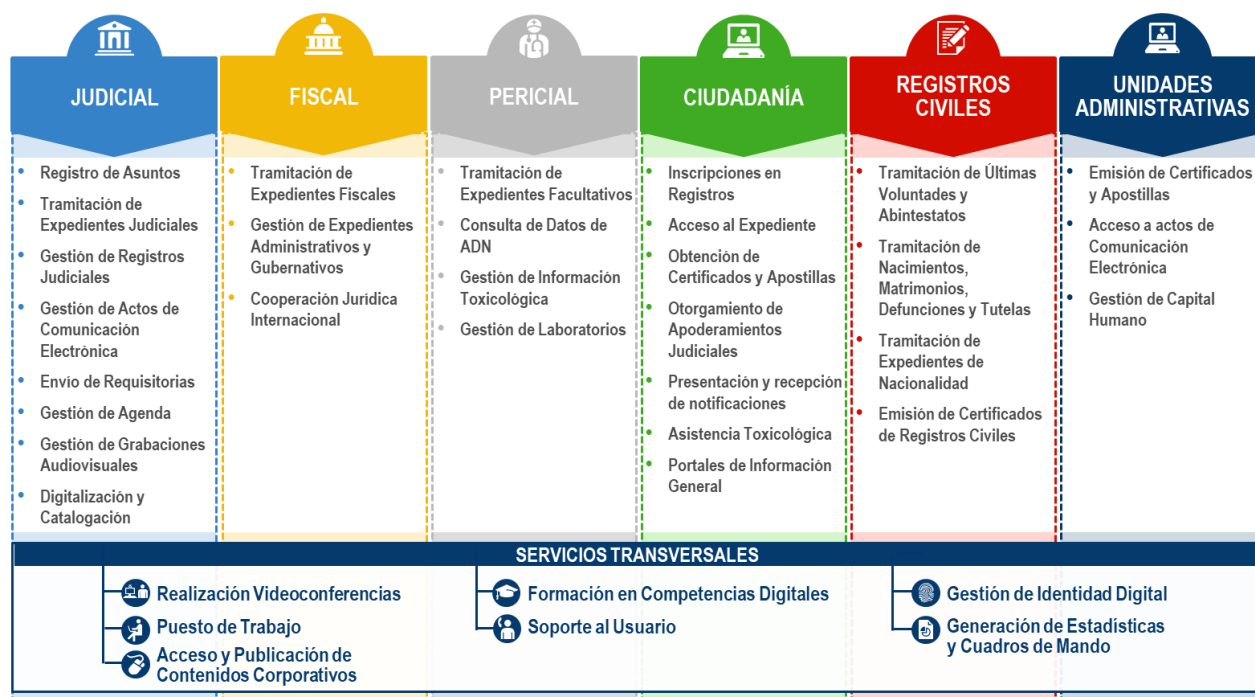 JUDICIAL
Registro de Asuntos
Tramitación de
Expedientes Judiciales
Gestión de Registros
Judiciales
Gestión de Actos de
Comunicación
Electrónica
Envío de Requisitorias
Gestión de Agenda
Gestión de Grabaciones
Audiovisuales
Digitalización y
Catalogación
FISCAL
Tramitación de
Expedientes Fiscales
Gestión de Expedientes
Administrativos y
Gubernativos
Cooperación Jurídica
Internacional
PERICIAL
Tramitación de
Expedientes Facultativos
Consulta de Datos de
ADN
Gestión de Información
Toxicológica
Gestión de Laboratorios
CIUDADANÍA
Inscripciones en
Registros
Acceso al Expediente
Obtención de
Certificados y Apostillas
Otorgamiento de
Apoderamientos
Judiciales
Presentación y recepción
de notificaciones
Asistencia Toxicológica
Portales de Información
General
REGISTROS
CIVILES
Tramitación de Últimas
Voluntades y
Abintestatos
Tramitación de
Nacimientos,
Matrimonios,
Defunciones y Tutelas
Tramitación de
Expedientes de
Nacionalidad
Emisión de Certificados
de Registros Civiles
UNIDADES
ADMINISTRATIVAS
Emisión de Certificados
y Apostillas
Acceso a actos de
Comunicación
Electrónica
Gestión de Capital
Humano
SERVICIOS TRANSVERSALES
Realización Videoconferencias
Puesto de Trabajo
Acceso y Publicación de
Contenidos Corporativos
Formación en Competencias Digitales
Soporte al Usuario
Gestión de Identidad Digital
Generación de Estadísticas
y Cuadros de Mando